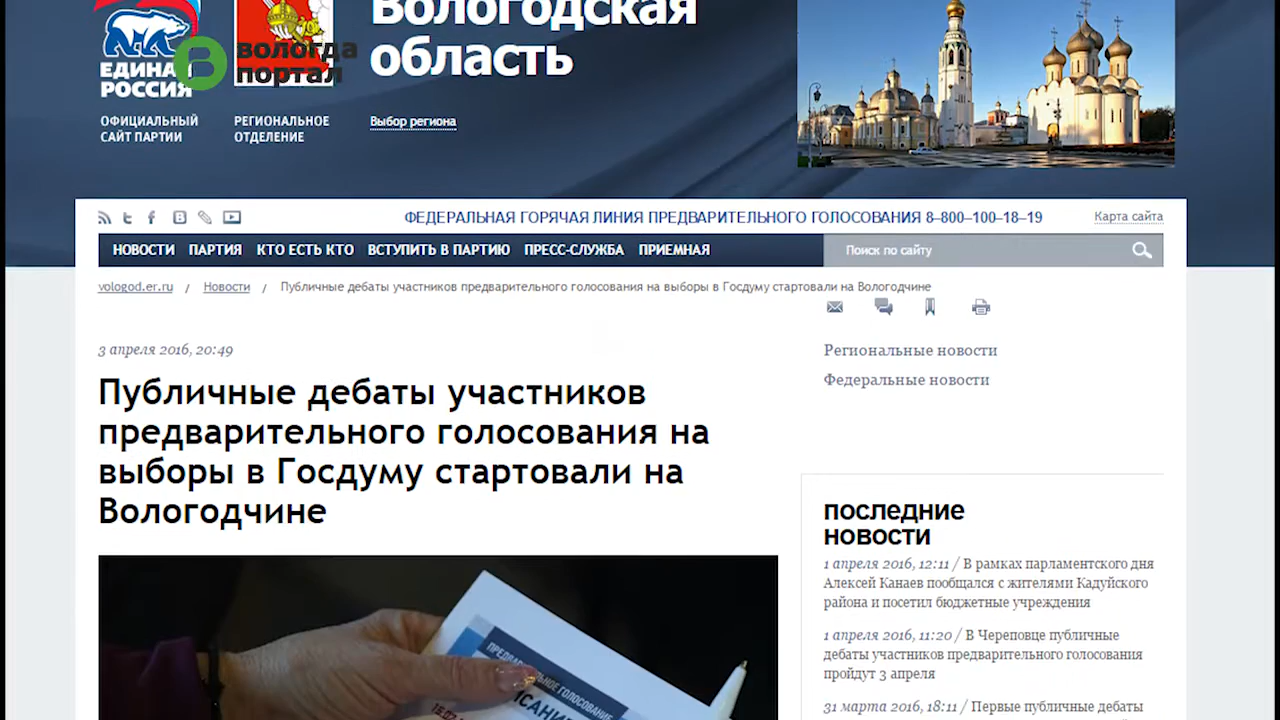 Вологодская
область
ЕДИНАЯ
РОССИЯ
вологда
портал
ОФИЦИАЛЬНЫЙ
САЙТ ПАРТИИ
РЕГИОНАЛЬНОЕ
ОТДЕЛЕНИЕ
Выбор региона
ФЕДЕРАЛЬНАЯ ГОРЯЧАЯ ЛИНИЯ ПРЕДВАРИТЕЛЬНОГО ГОЛОСОВАНИЯ 8–800–100–18–19
Карта сайта
НОВОСТИ ПАРТИЯ КТО ЕСТЬ КТО ВСТУПИТЬ В ПАРТИЮ ПРЕСС-СЛУЖБА ПРИЕМНАЯ
Поиск по сайту
vologod.er.ru / Новости / Публичные дебаты участников предварительного голосования на выборы в Госдуму стартовали на Вологодчине
3 апреля 2016, 20:49
Публичные дебаты участников
предварительного голосования на
выборы в Госдуму стартовали на
Вологодчине
ПРЕДВАРИТЕЛЬНОЕ ГОЛОСОВАНИЕ
Региональные новости
Федеральные новости
последние
новости
1 апреля 2016, 12:11 / В рамках парламентского дня
Алексей Канаев пообщался с жителями Кадуйского
района и посетил бюджетные учреждения
1 апреля 2016, 11:20 / В Череповце публичные
дебаты участников предварительного голосования
пройдут 3 апреля
31 марта 2016, 18:11 / Первые публичные дебаты